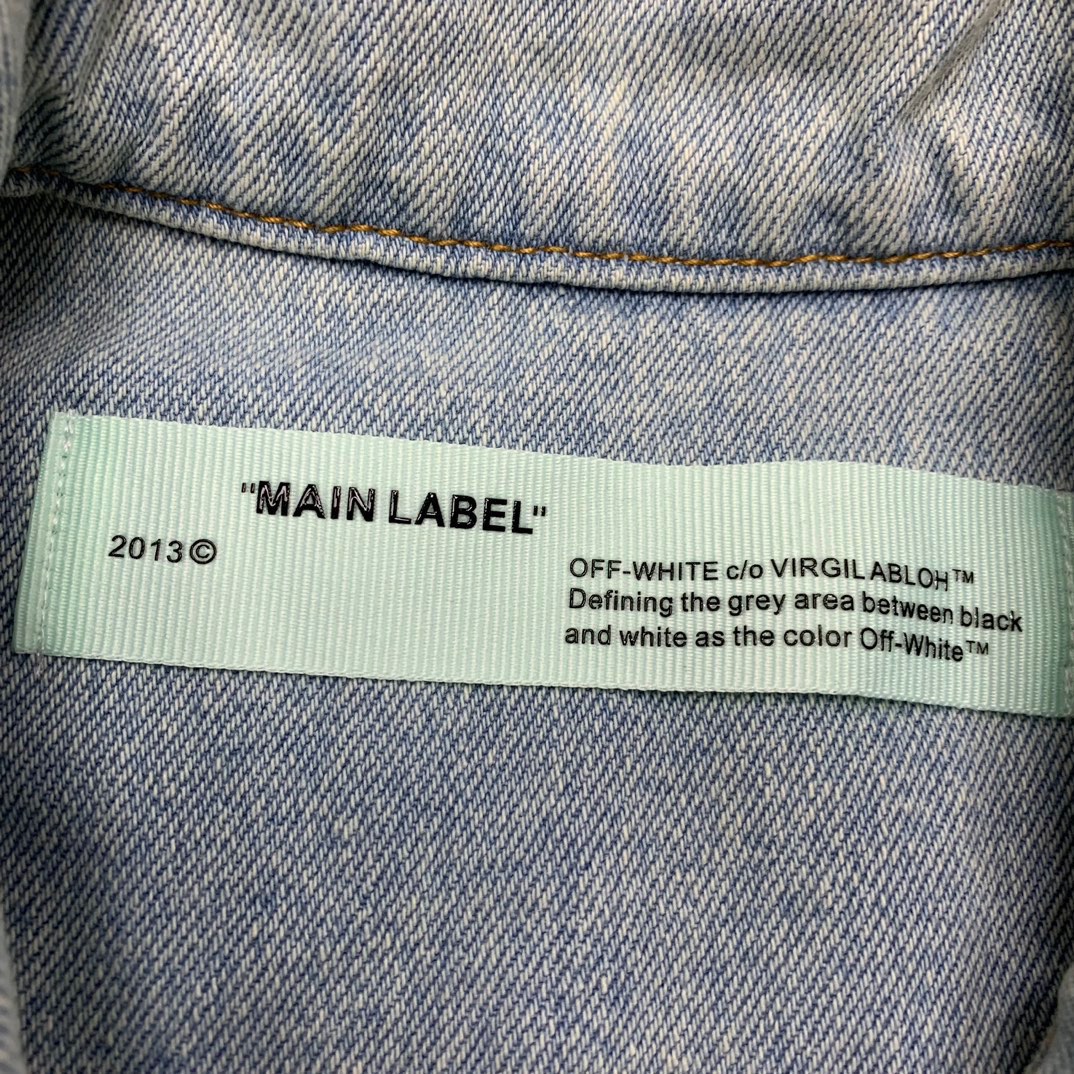 "MAIN LABEL"
2013©
OFF-WHITE c/o VIRGIL ABLOH™
Defining the grey area between black
and white as the color Off-White™